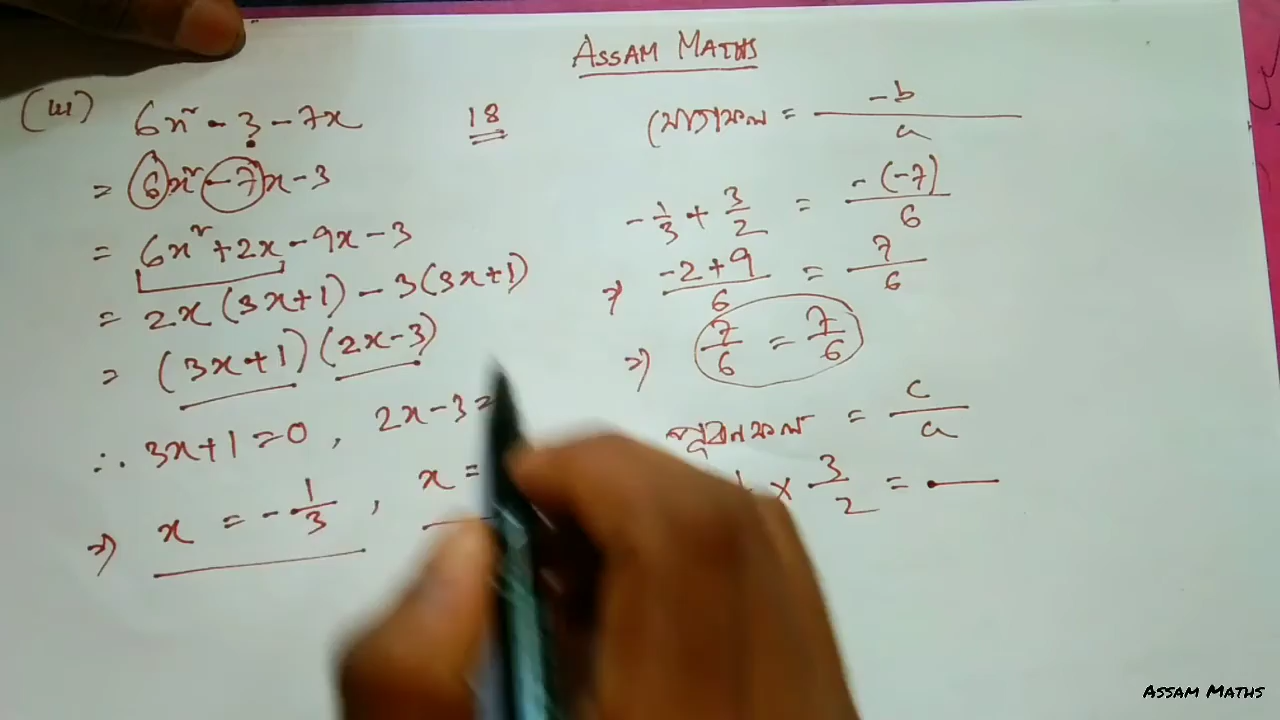 ASSAM MATHS
(iii) 6x² - 3 - 7x
18
= 6x² - 7x - 3
= 6x² + 2x - 9x - 3
= 2x(3x+1) - 3(3x+1)
= (3x+1)(2x-3)
∴ 3x+1=0, 2x-3=
⇒ x = -1/3, x =
যোগফল = -b/a
-1/3 + 3/2 = -(-7)/6
⇒ (-2+9)/6 = 7/6
⇒ 7/6 = 7/6
পূৰণফল = c/a
× 3/2 =
ASSAM MATHS